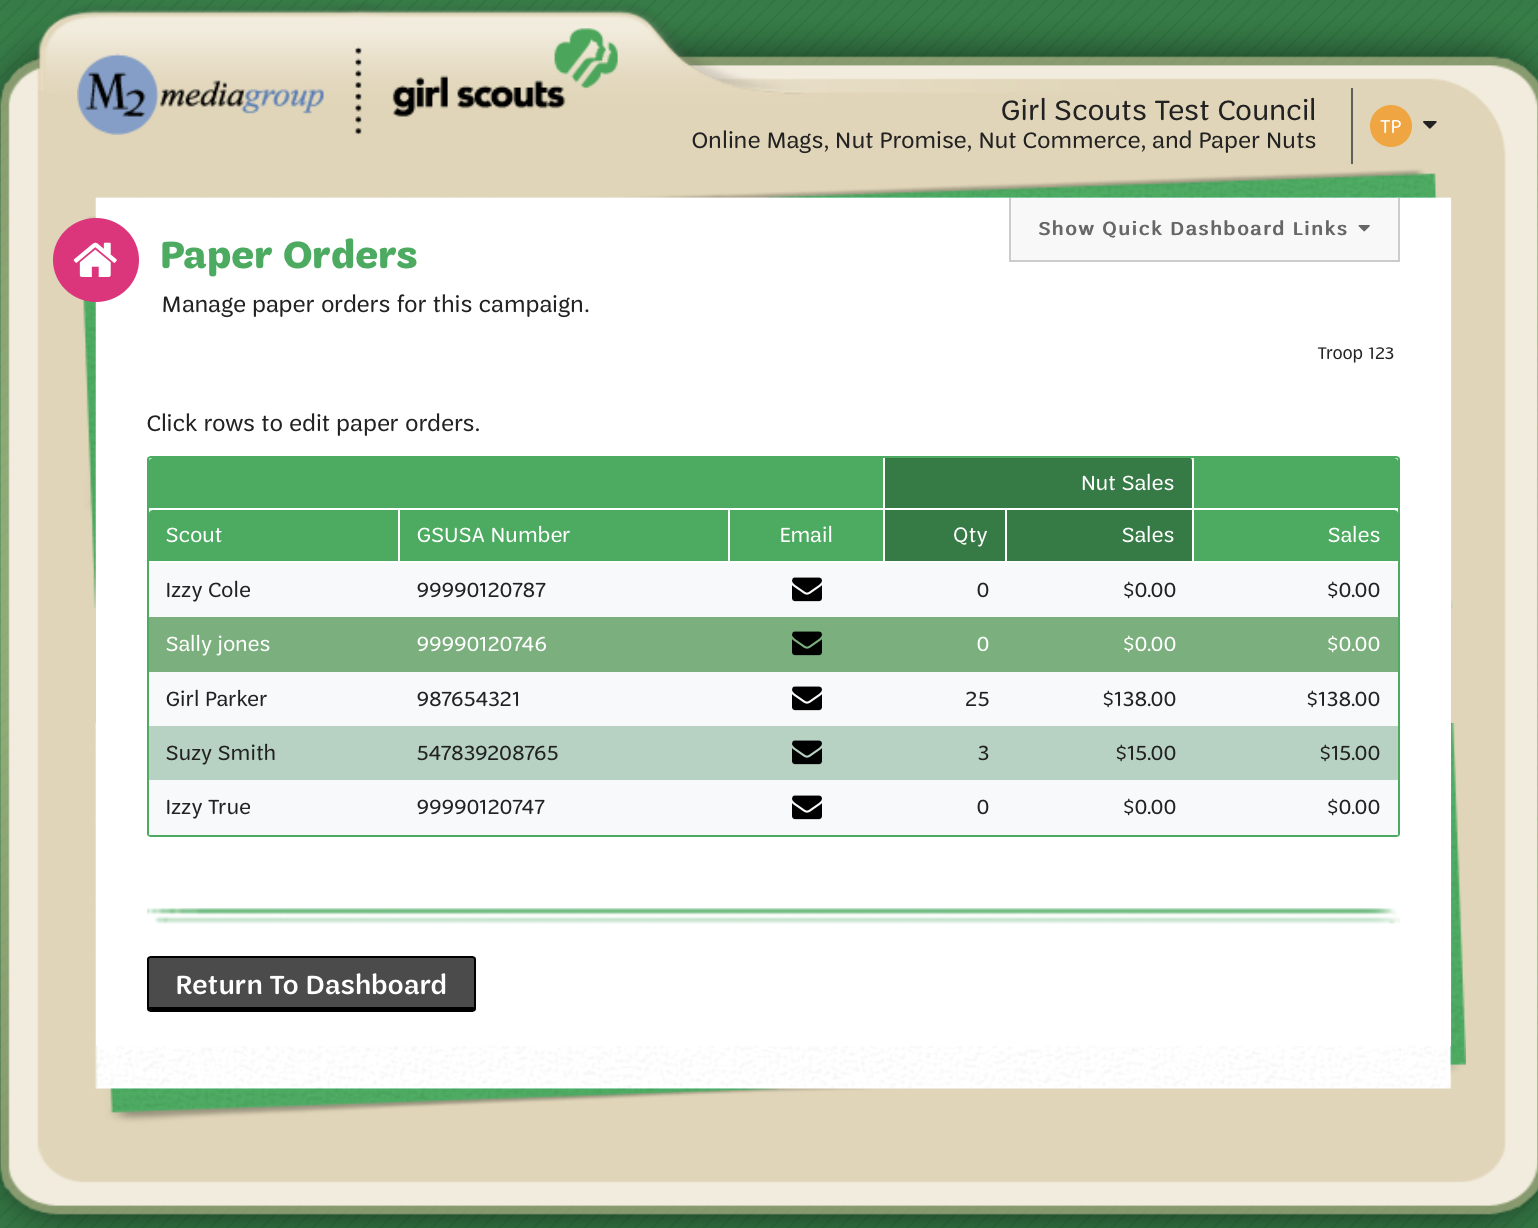 M2 mediagroup
girl scouts
Girl Scouts Test Council
Online Mags, Nut Promise, Nut Commerce, and Paper Nuts
TP
Show Quick Dashboard Links
Paper Orders
Manage paper orders for this campaign.
Troop 123
Click rows to edit paper orders.
Nut Sales
Scout GSUSA Number Email Qty Sales Sales
Izzy Cole 99990120787 0 $0.00 $0.00
Sally jones 99990120746 0 $0.00 $0.00
Girl Parker 987654321 25 $138.00 $138.00
Suzy Smith 547839208765 3 $15.00 $15.00
Izzy True 99990120747 0 $0.00 $0.00
Return To Dashboard